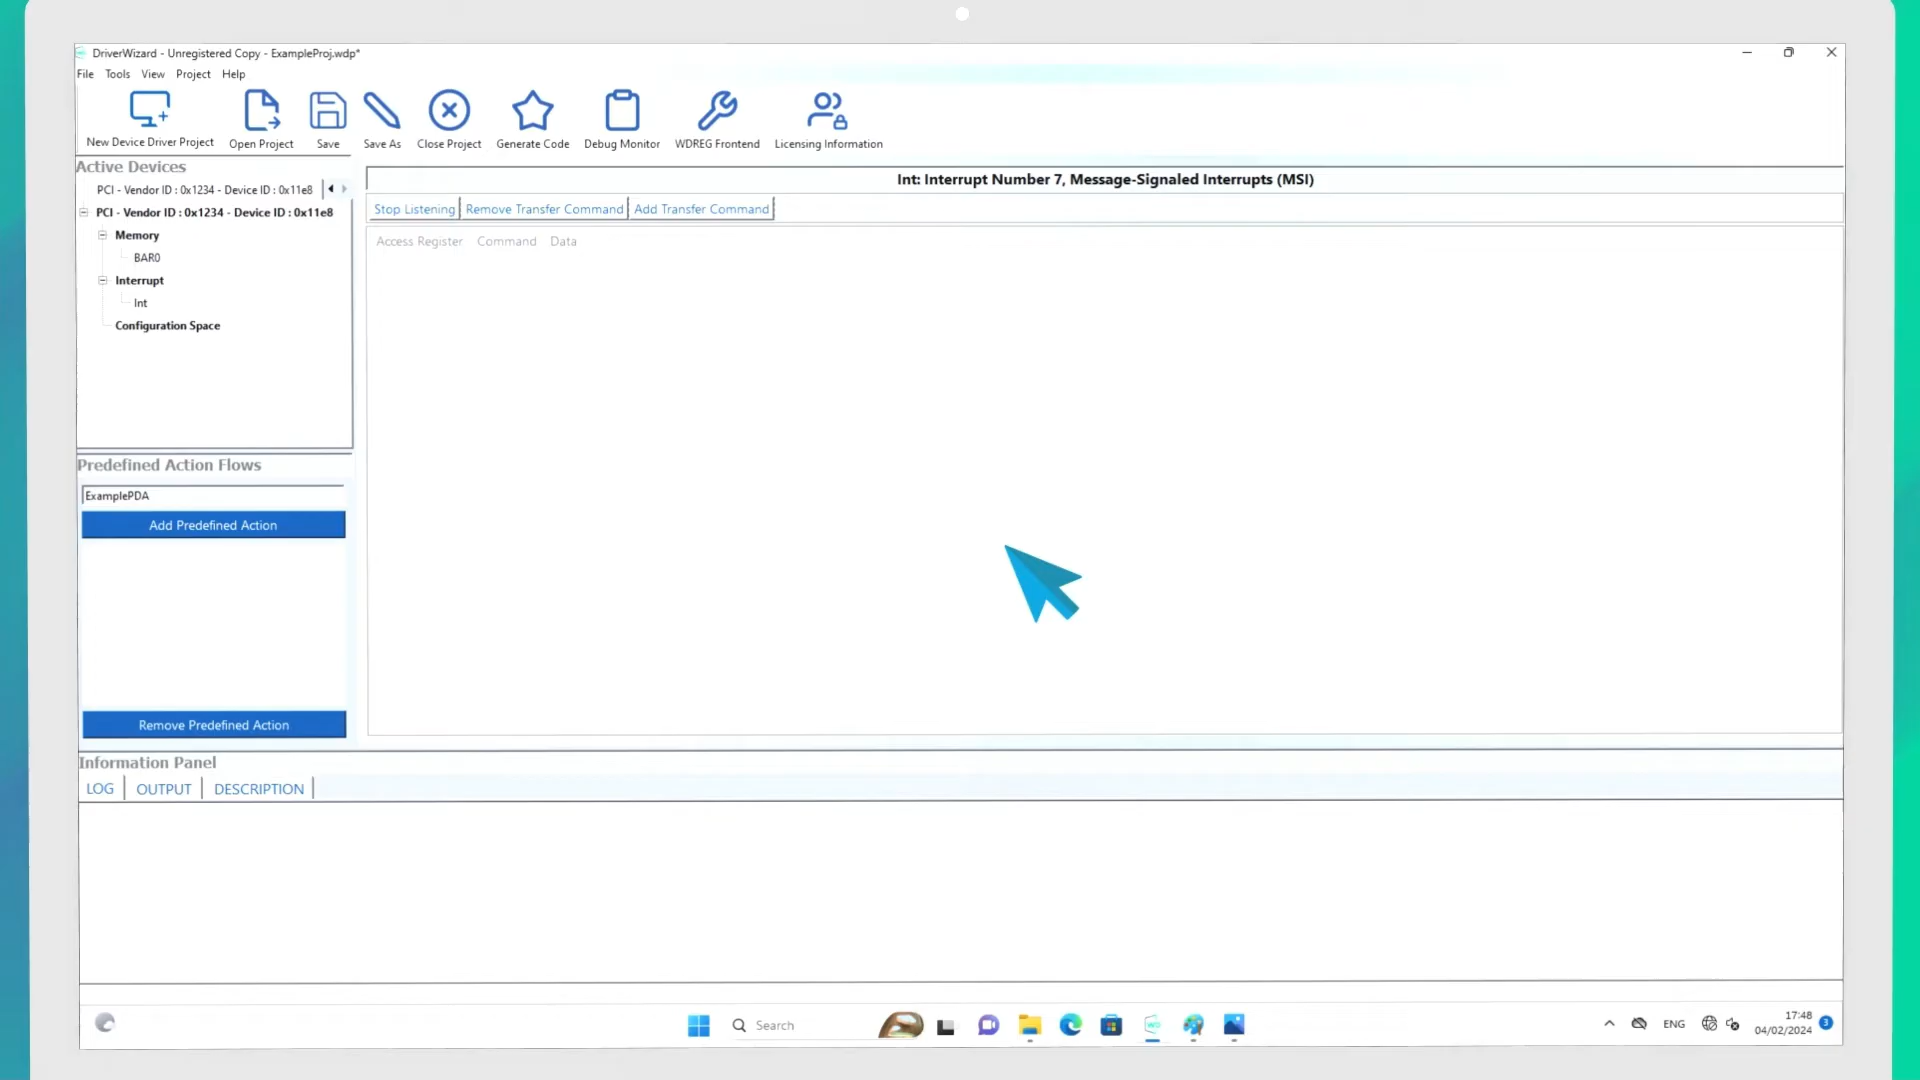 DriverWizard - Unregistered Copy - ExampleProj.wdp*
File Tools View Project Help
New Device Driver Project Open Project Save Save As Close Project Generate Code Debug Monitor WDREG Frontend Licensing Information
Active Devices
PCI - Vendor ID : 0x1234 - Device ID : 0x11e8
PCI - Vendor ID : 0x1234 - Device ID : 0x11e8
Memory
BAR0
Interrupt
Int
Configuration Space
Int: Interrupt Number 7, Message-Signaled Interrupts (MSI)
Stop Listening Remove Transfer Command Add Transfer Command
Access Register Command Data
Predefined Action Flows
ExamplePDA
Add Predefined Action
Remove Predefined Action
Information Panel
LOG OUTPUT DESCRIPTION
Search
ENG
17:48
04/02/2024
3